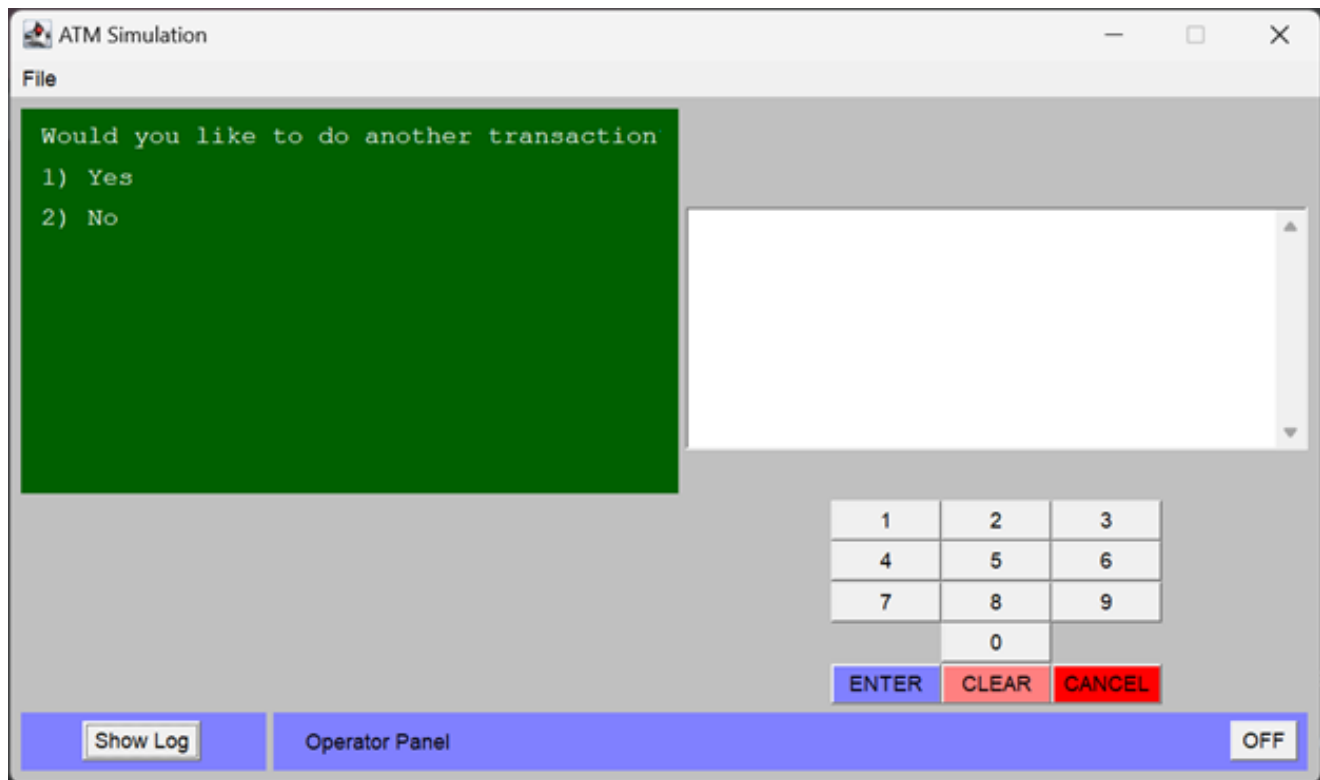 ATM Simulation
File
Would you like to do another transaction
1) Yes
2) No
1 2 3
4 5 6
7 8 9
0
ENTER CLEAR CANCEL
Show Log Operator Panel OFF